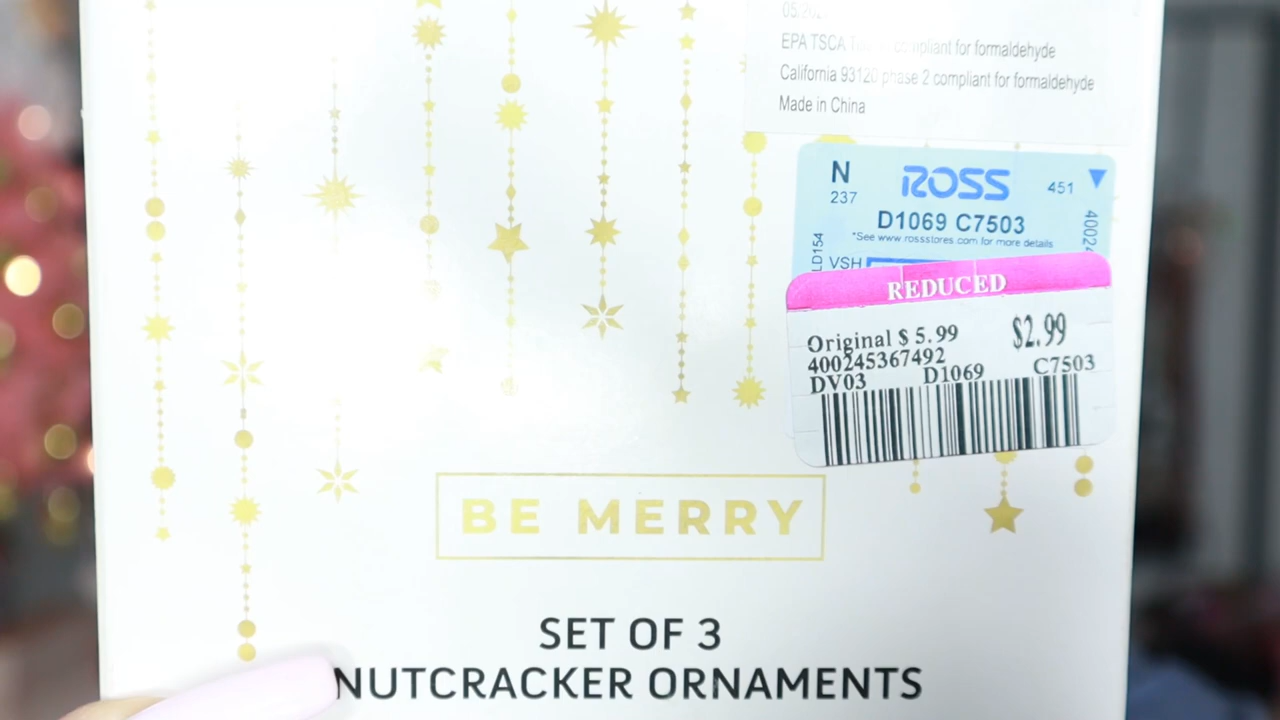 EPA TSCA compliant for formaldehyde
California 93120 phase 2 compliant for formaldehyde
Made in China
N
237
ROSS
451
D1069 C7503
*See www.rossstores.com for more details
LD154
4002
VSH
REDUCED
Original $ 5.99
$2.99
400245367492
DV03 D1069 C7503
BE MERRY
SET OF 3
NUTCRACKER ORNAMENTS